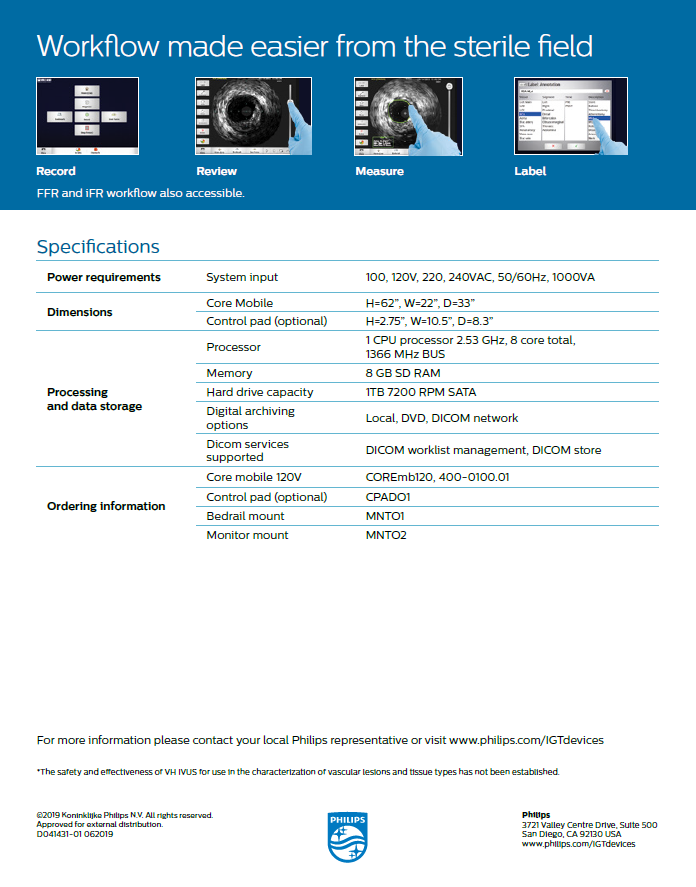 Workflow made easier from the sterile field
Record
Review
Measure
Label
FFR and iFR workflow also accessible.
Specifications
Power requirements
System input
100, 120V, 220, 240VAC, 50/60Hz, 1000VA
Dimensions
Core Mobile
H=62”, W=22”, D=33”
Control pad (optional)
H=2.75”, W=10.5”, D=8.3”
Processing
and data storage
Processor
1 CPU processor 2.53 GHz, 8 core total,
1366 MHz BUS
Memory
8 GB SD RAM
Hard drive capacity
1TB 7200 RPM SATA
Digital archiving
options
Local, DVD, DICOM network
Dicom services
supported
DICOM worklist management, DICOM store
Ordering information
Core mobile 120V
COREmb120, 400-0100.01
Control pad (optional)
CPADO1
Bedrail mount
MNTO1
Monitor mount
MNTO2
For more information please contact your local Philips representative or visit www.philips.com/IGTdevices
*The safety and effectiveness of VH IVUS for use in the characterization of vascular lesions and tissue types has not been established.
©2019 Koninklijke Philips N.V. All rights reserved.
Approved for external distribution.
D041431-01 062019
PHILIPS
Philips
3721 Valley Centre Drive, Suite 500
San Diego, CA 92130 USA
www.philips.com/IGTdevices